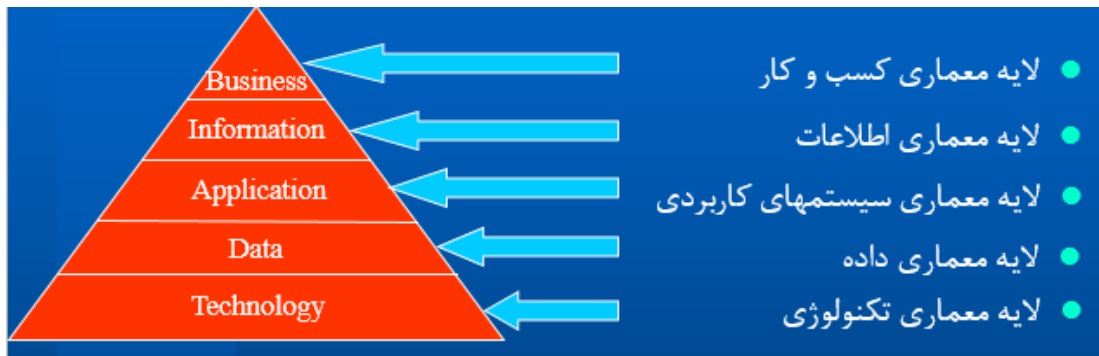 Business
Information
Application
Data
Technology
لایه معماری کسب و کار
لایه معماری اطلاعات
لایه معماری سیستمهای کاربردی
لایه معماری داده
لایه معماری تکنولوژی